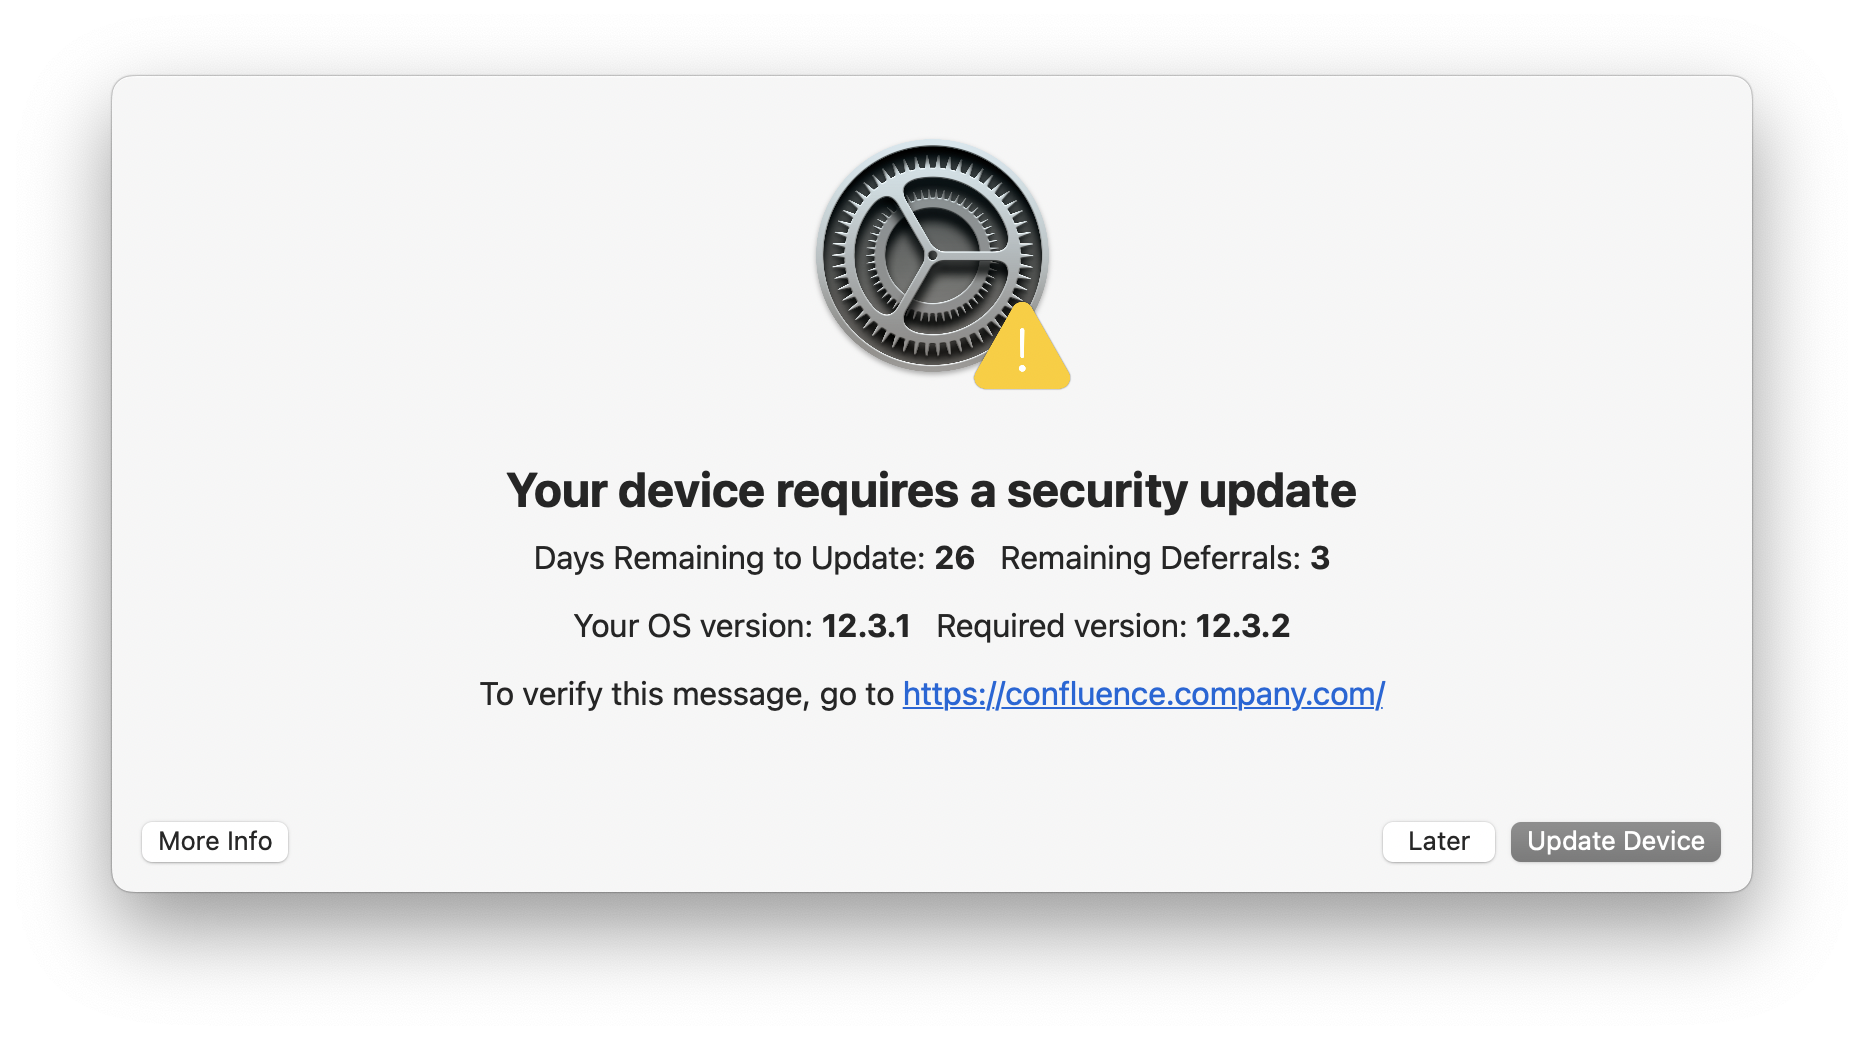 Your device requires a security update
Days Remaining to Update: 26 Remaining Deferrals: 3
Your OS version: 12.3.1 Required version: 12.3.2
To verify this message, go to https://confluence.company.com/
More Info
Later
Update Device